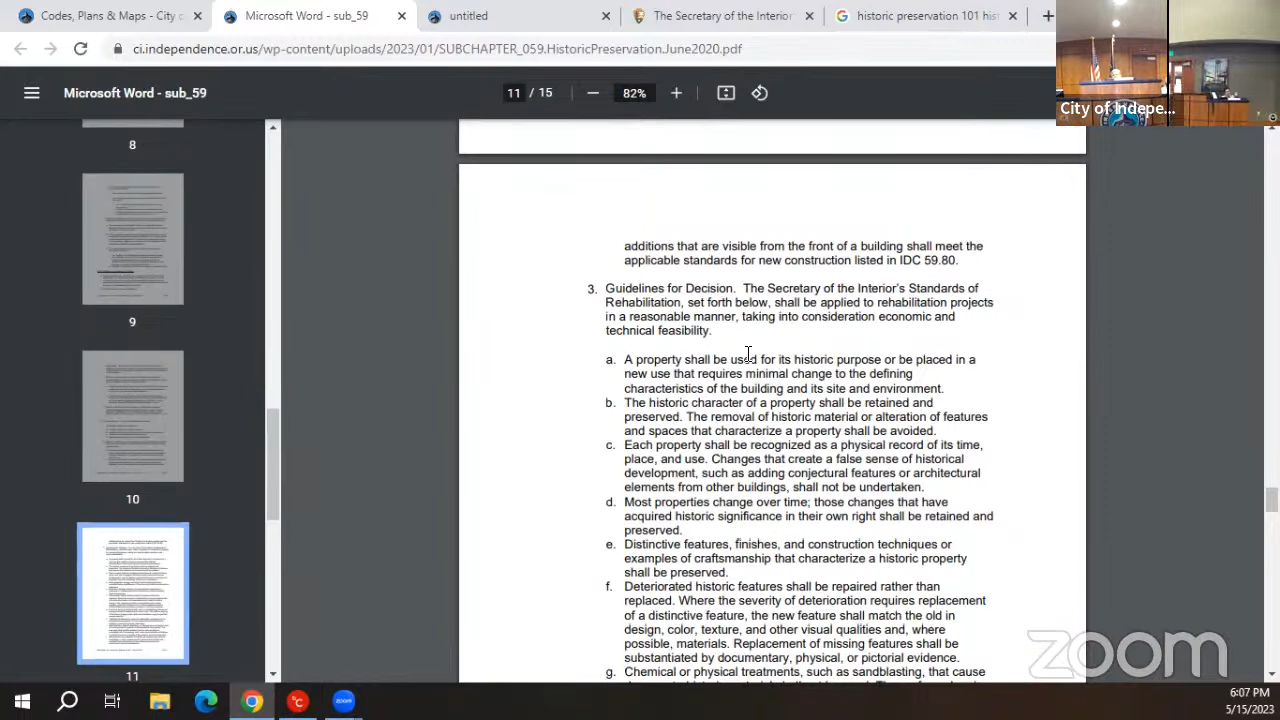 Codes, Plans & Maps - City o
Microsoft Word - sub_59
untitled
The Secretary of the Interior
historic preservation 101 his
ci.independence.or.us/wp-content/uploads/2023/01/SUBCHAPTER_059.HistoricPreservation.June2020.pdf
City of Indepe...
Microsoft Word - sub_59
11 / 15
82%
8
9
10
11
additions that are visible from the front of a building shall meet the
applicable standards for new construction listed in IDC 59.80.
3. Guidelines for Decision. The Secretary of the Interior's Standards of
Rehabilitation, set forth below, shall be applied to rehabilitation projects
in a reasonable manner, taking into consideration economic and
technical feasibility.
a. A property shall be used for its historic purpose or be placed in a
new use that requires minimal change to the defining
characteristics of the building and its site and environment.
b. The historic character of a property shall be retained and
preserved. The removal of historic material or alteration of features
and spaces that characterize a property shall be avoided.
c. Each property shall be recognized as a physical record of its time,
place, and use. Changes that create a false sense of historical
development, such as adding conjectural features or architectural
elements from other buildings, shall not be undertaken.
d. Most properties change over time; those changes that have
acquired historic significance in their own right shall be retained and
preserved.
e. Distinctive features, finishes, and construction techniques or
examples of craftsmanship that characterize a historic property
shall be preserved.
f. Deteriorated historic features shall be repaired rather than
replaced. Where the severity of deterioration requires replacement
of a distinctive feature, the new feature shall match the old in
design, color, texture, and other visual qualities and, where
possible, materials. Replacement of missing features shall be
substantiated by documentary, physical, or pictorial evidence.
g. Chemical or physical treatments, such as sandblasting, that cause
zoom
°C
zoom
6:07 PM
5/15/2023